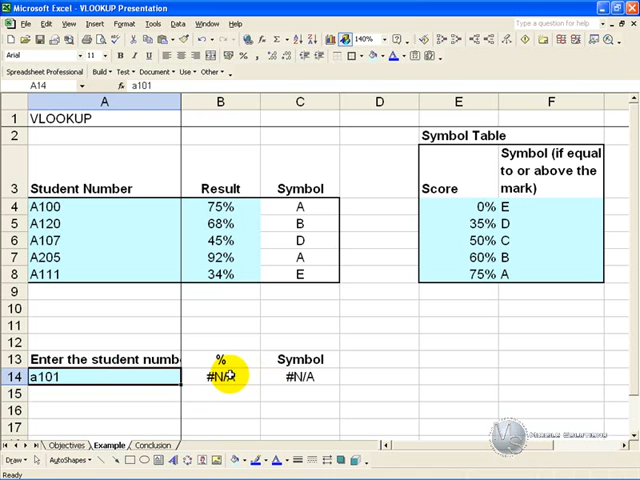 Microsoft Excel - VLOOKUP Presentation
File Edit View Insert Format Tools Data Window Help
Type a question for help
140%
Arial 11 B I U
Spreadsheet Professional Build Test Document Use Other
A14 fx a101
A B C D E F
1 VLOOKUP
2 Symbol Table
3 Student Number Result Symbol Score Symbol (if equal to or above the mark)
4 A100 75% A 0% E
5 A120 68% B 35% D
6 A107 45% D 50% C
7 A205 92% A 60% B
8 A111 34% E 75% A
9
10
11
12
13 Enter the student numb % Symbol
14 a101 #N/A #N/A
15
16
Objectives Example Conclusion
Draw AutoShapes
Ready